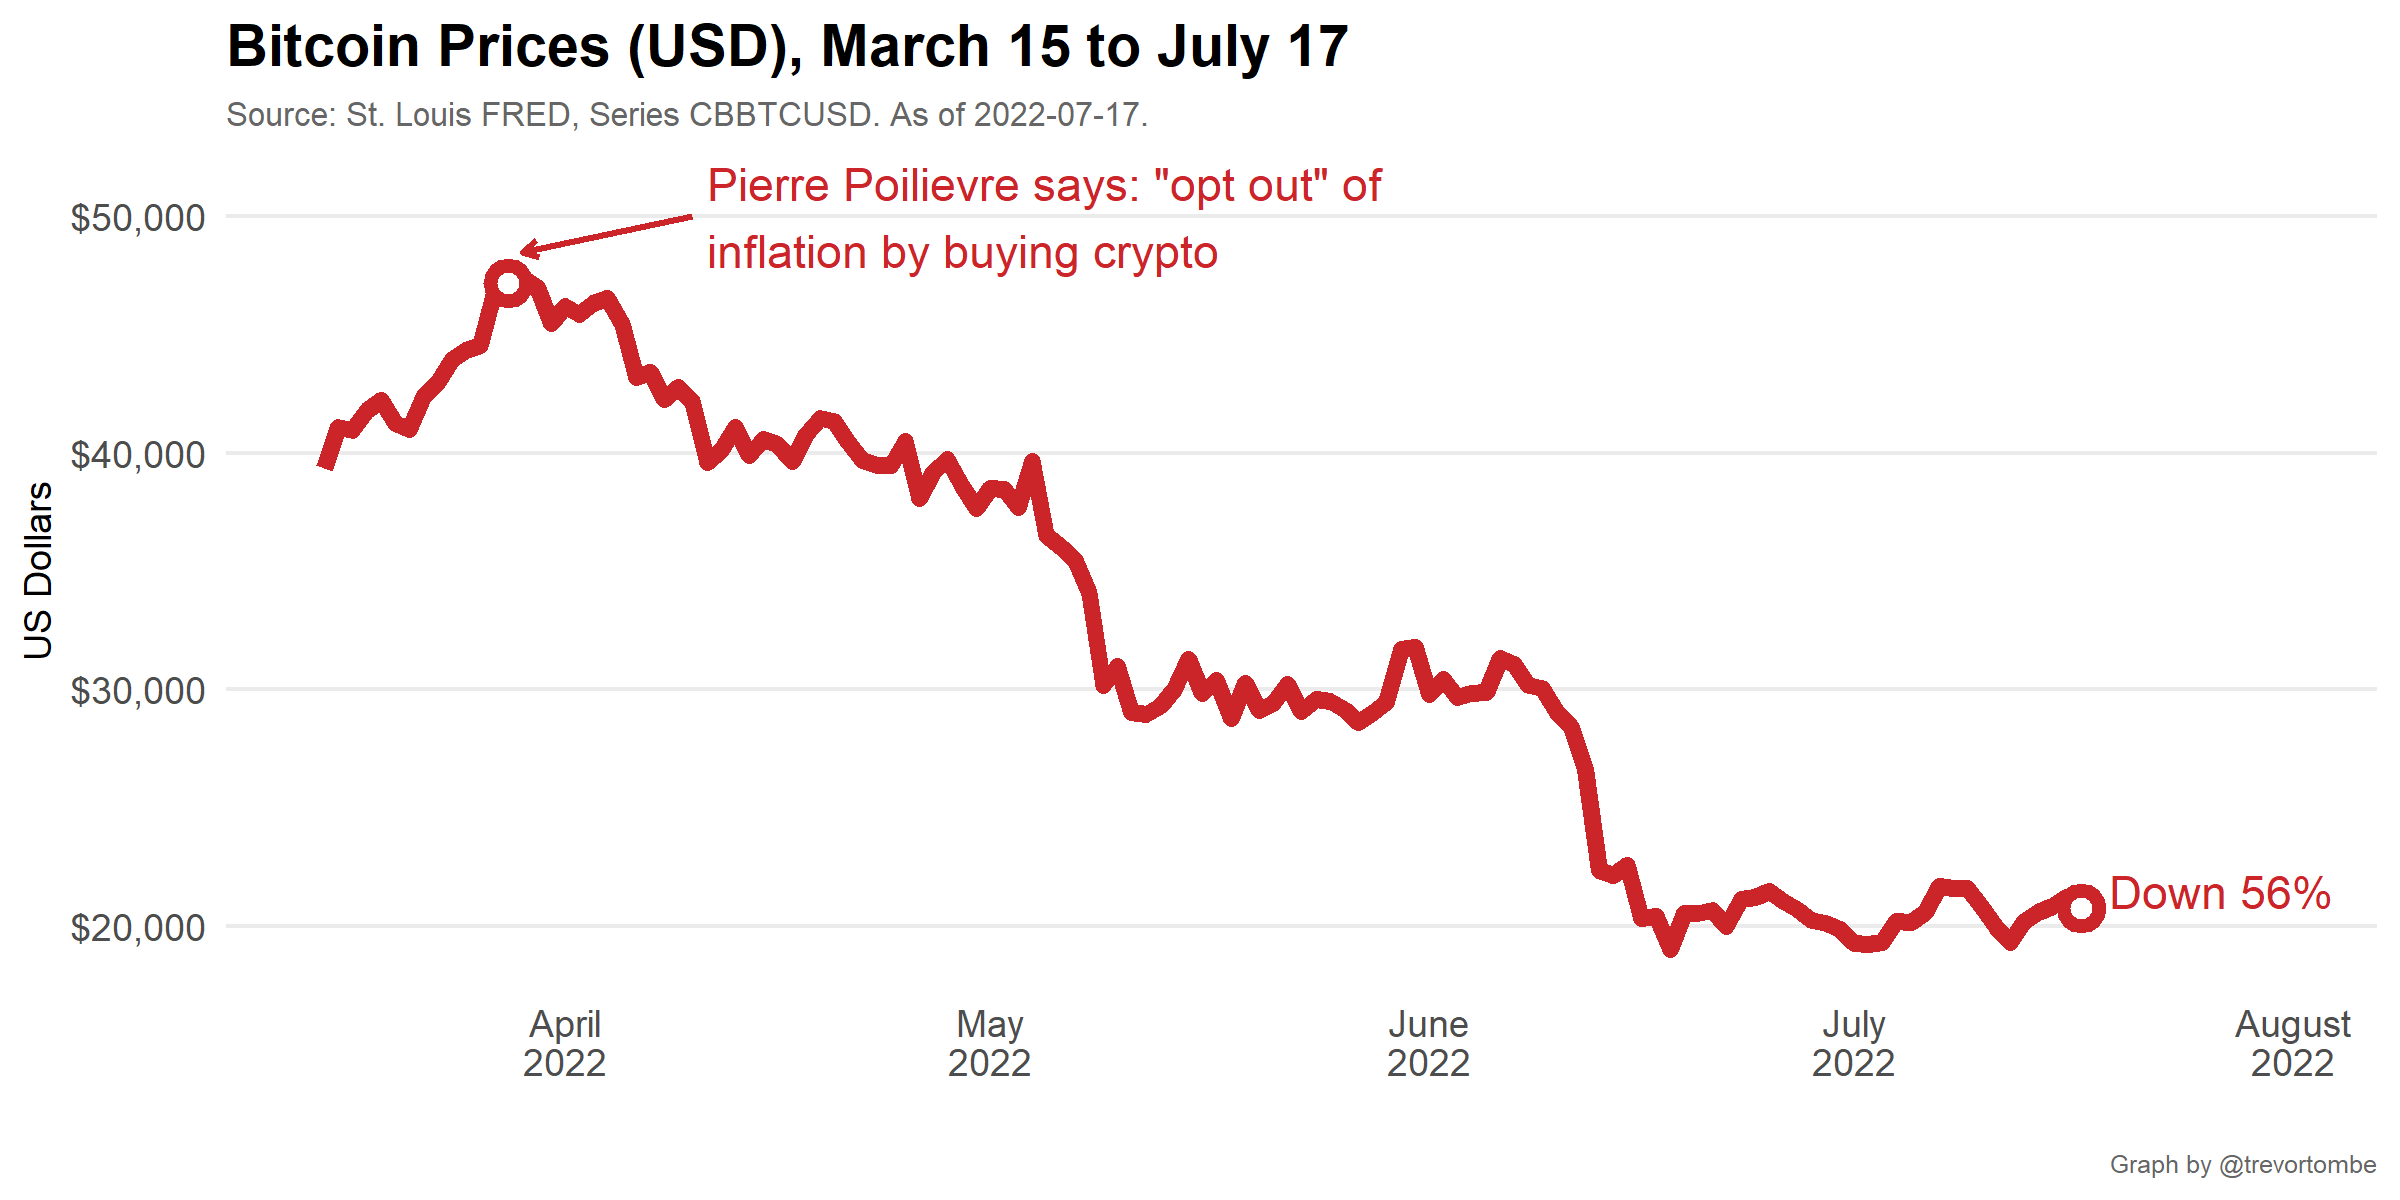 Bitcoin Prices (USD), March 15 to July 17
Source: St. Louis FRED, Series CBBTCUSD. As of 2022-07-17.
Pierre Poilievre says: "opt out" of
inflation by buying crypto
$50,000
$40,000
$30,000
$20,000
US Dollars
Down 56%
April
2022
May
2022
June
2022
July
2022
August
2022
Graph by @trevortombe